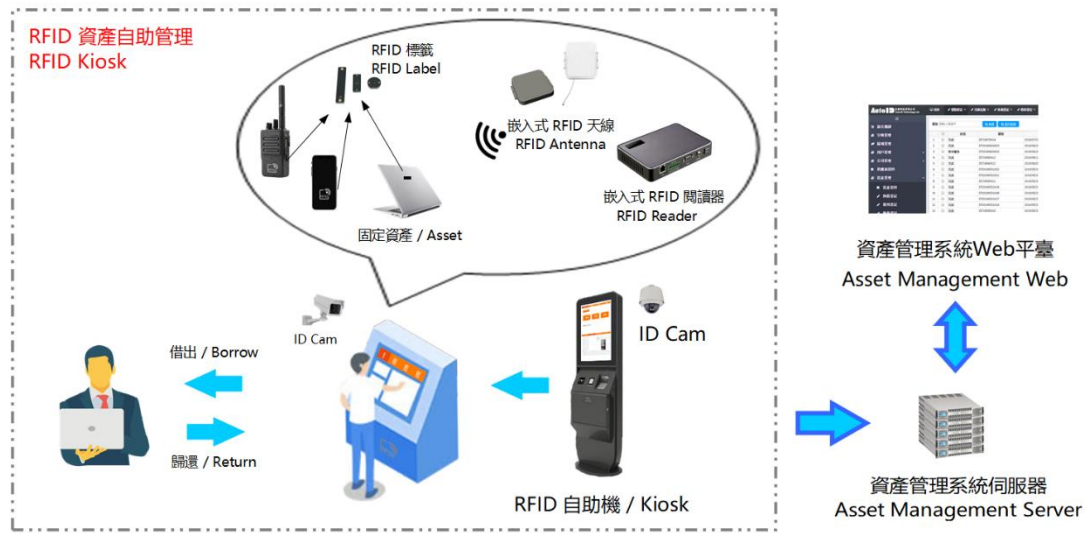 RFID 資產自助管理
RFID Kiosk
RFID 標籤
RFID Label
嵌入式 RFID 天線
RFID Antenna
嵌入式 RFID 閱讀器
RFID Reader
固定資產 / Asset
ID Cam
ID Cam
借出 / Borrow
歸還 / Return
RFID 自助機 / Kiosk
資產管理系統Web平臺
Asset Management Web
資產管理系統伺服器
Asset Management Server